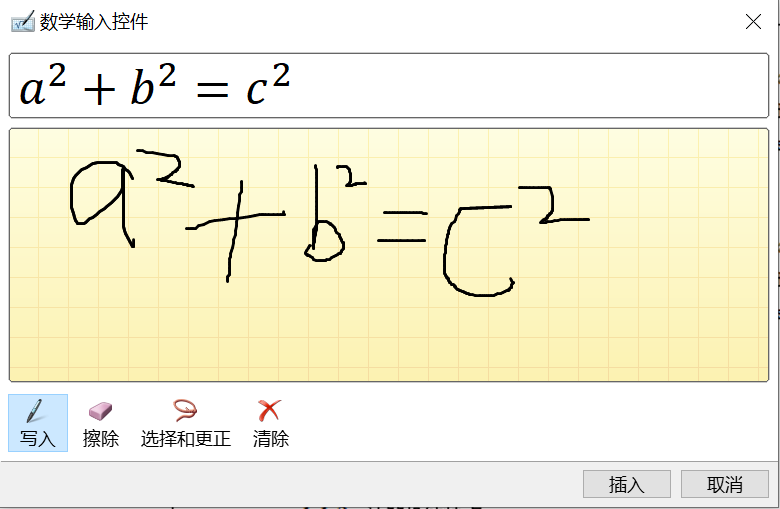 数学输入控件
a² + b² = c²
a² + b² = c²
写入 擦除 选择和更正 清除
插入 取消